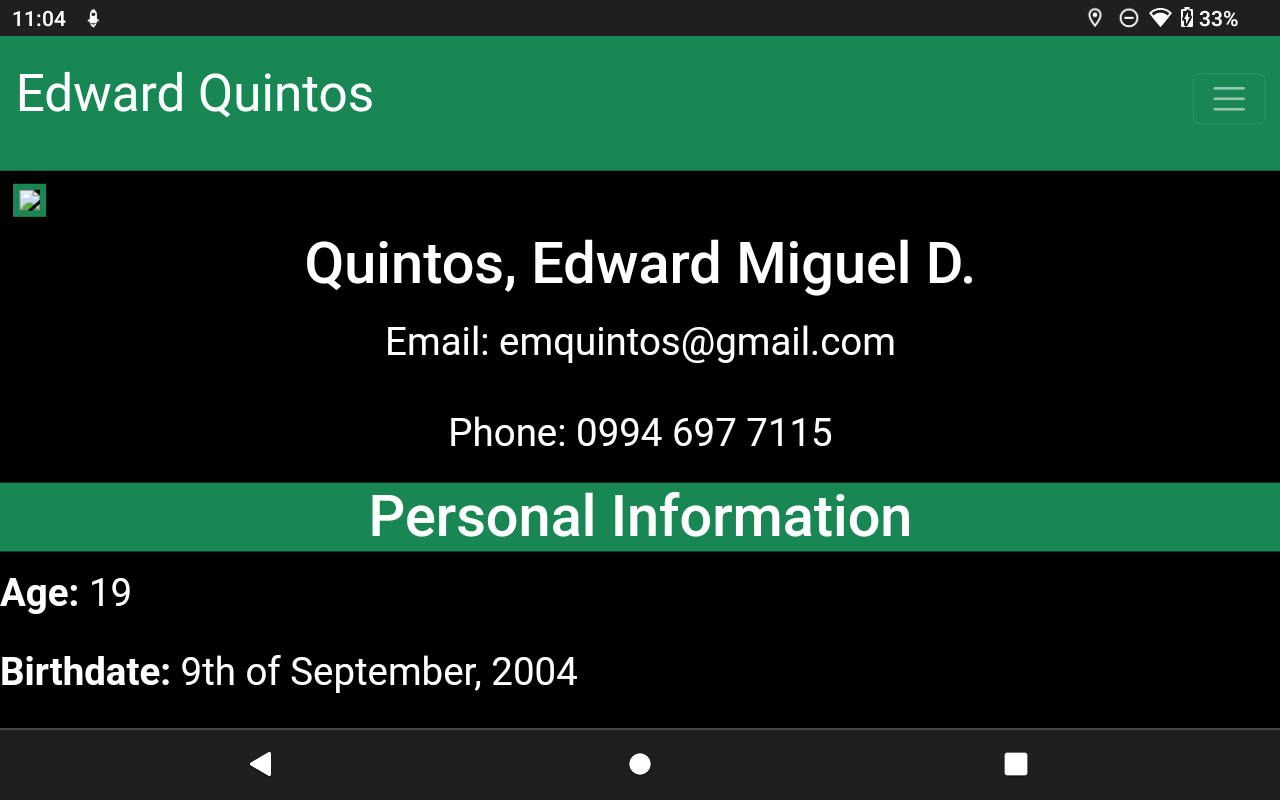 11:04
33%
Edward Quintos
Quintos, Edward Miguel D.
Email: emquintos@gmail.com
Phone: 0994 697 7115
Personal Information
Age: 19
Birthdate: 9th of September, 2004